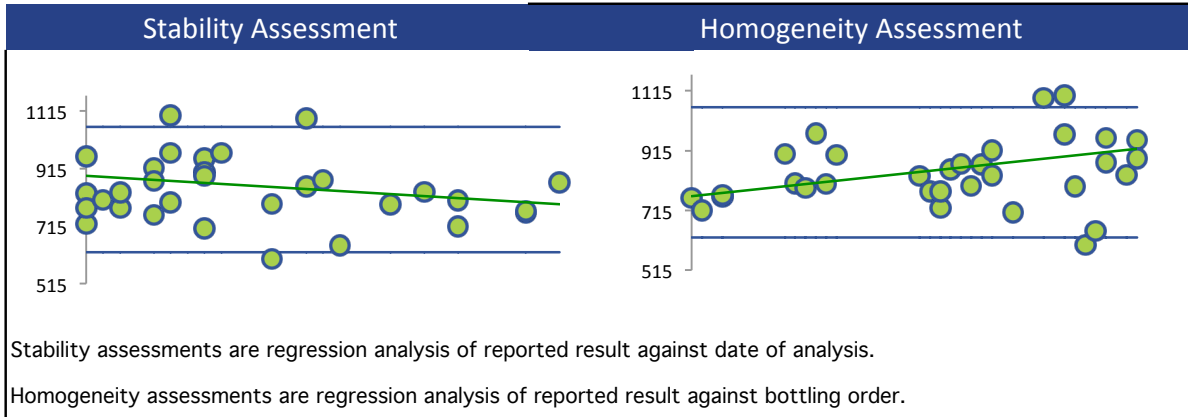 Stability Assessment
Homogeneity Assessment
1115
915
715
515
1115
915
715
515
Stability assessments are regression analysis of reported result against date of analysis.
Homogeneity assessments are regression analysis of reported result against bottling order.